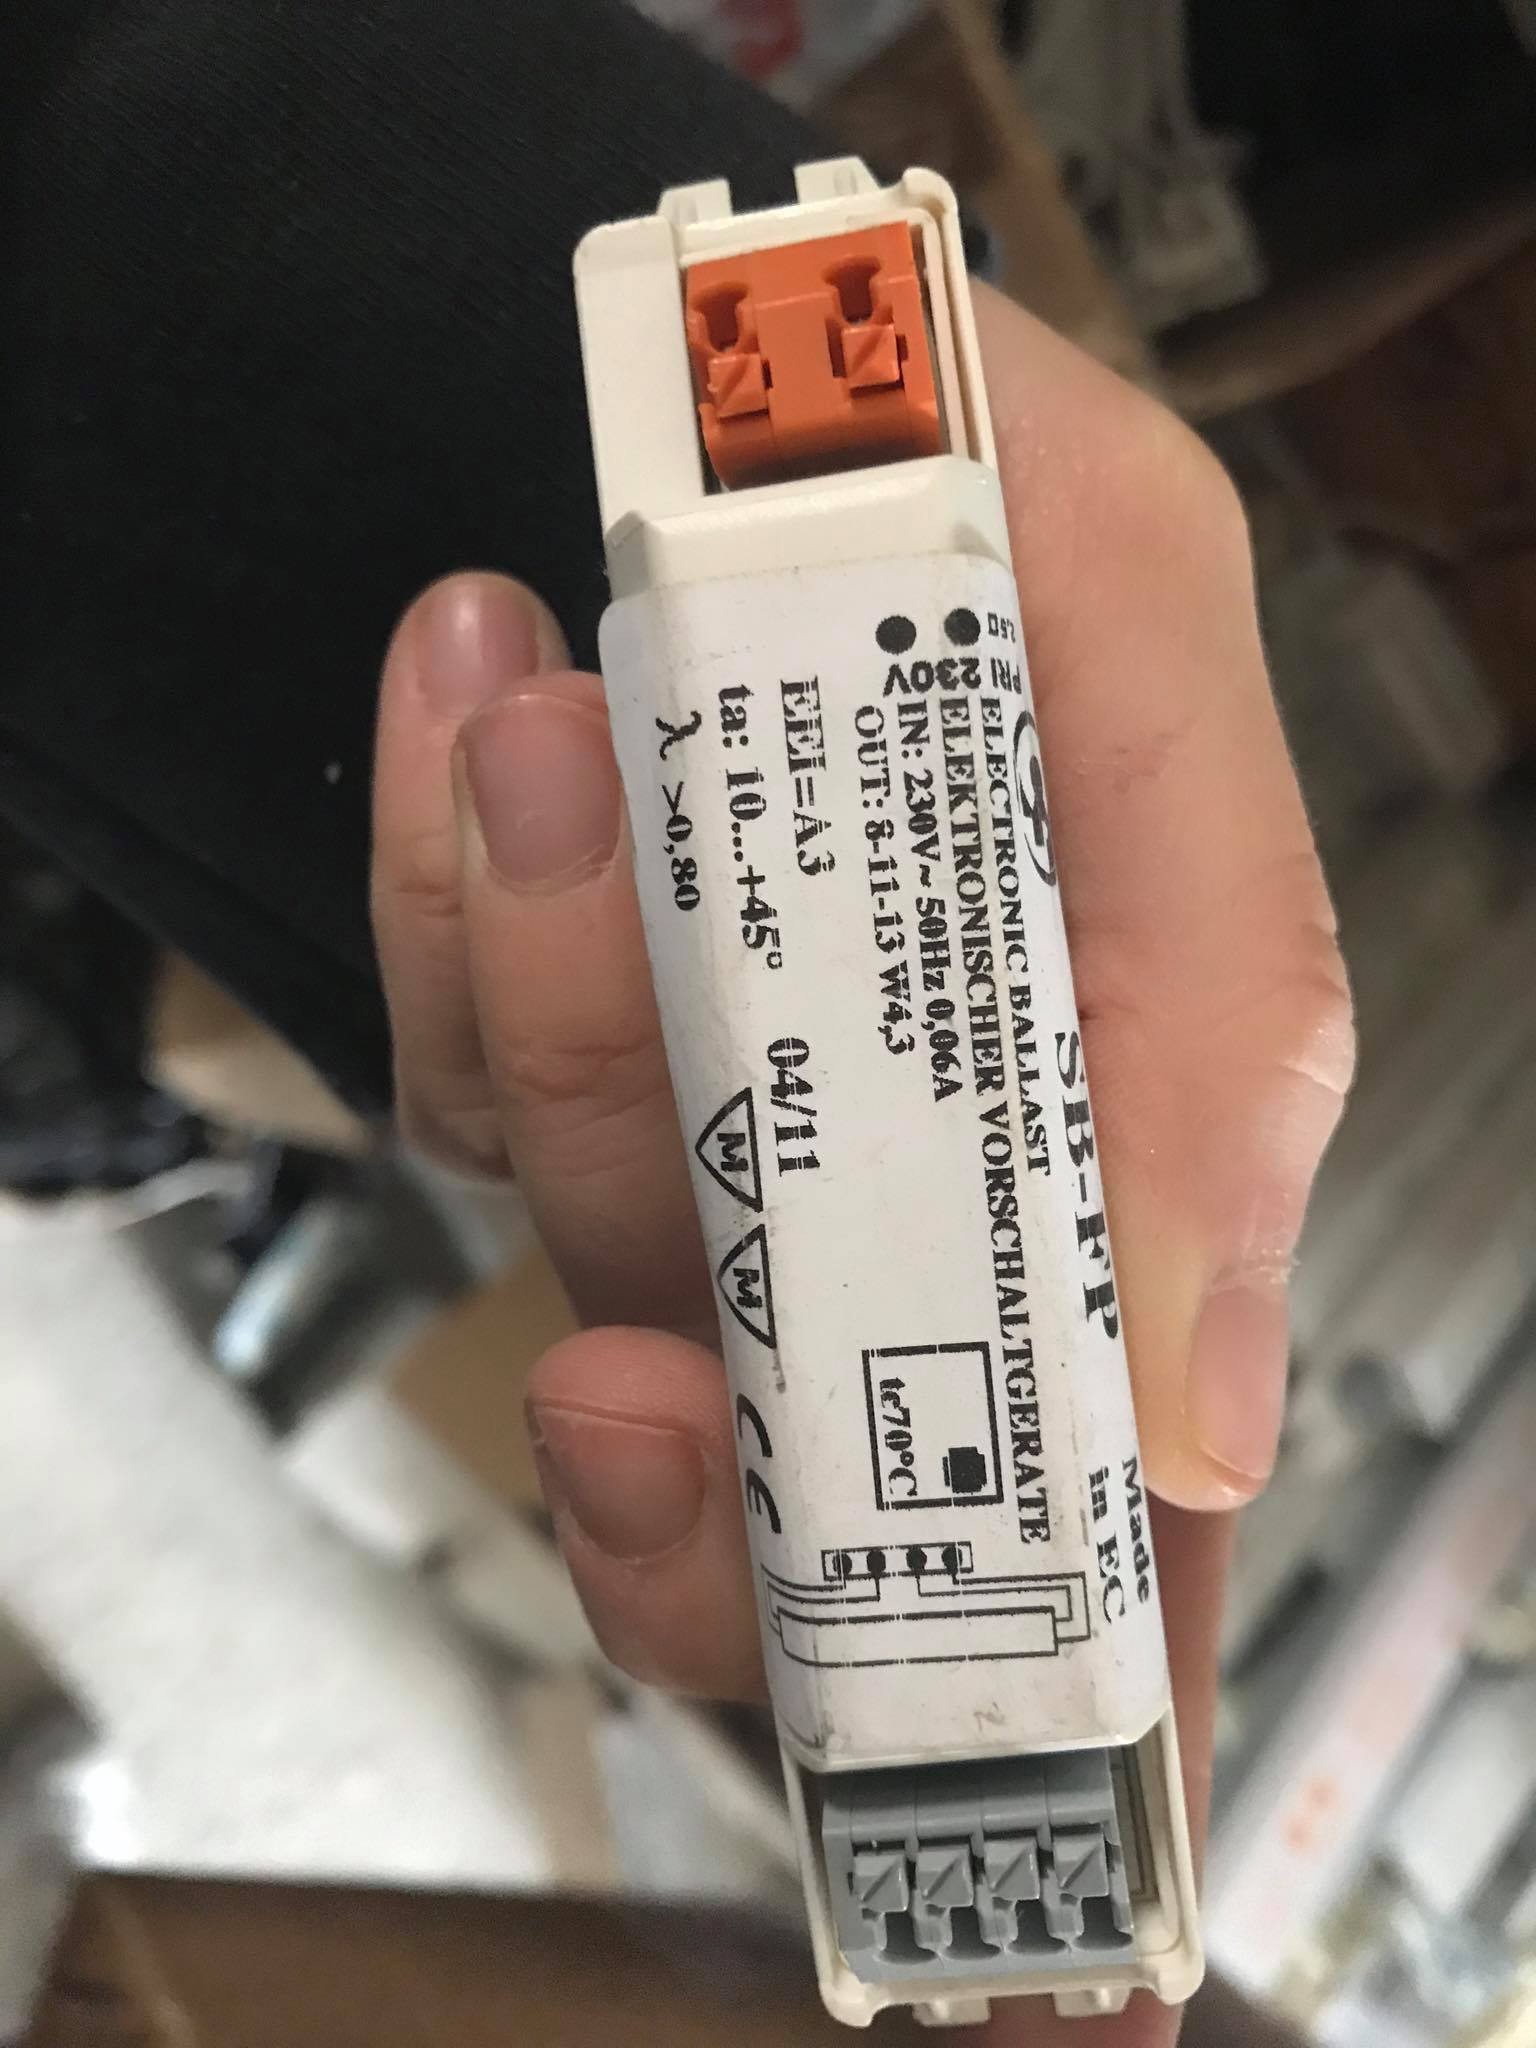 SB-FP
Made
in EC
ELECTRONIC BALLAST
ELEKTRONISCHER VORSCHALTGERATE
IN: 230V~ 50Hz 0,06A
OUT: 8-11-13 W4,3
PRI 230V
EEI=A3 04/11
ta: 10...+45°
λ >0,80
tc70°C
M M CE